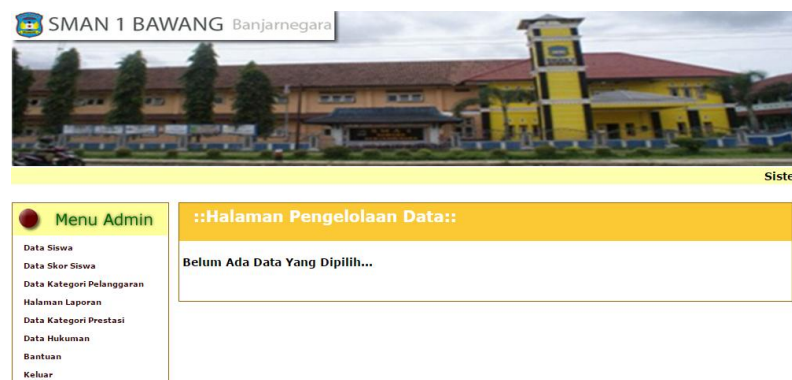 SMAN 1 BAWANG Banjarnegara
Siste
Menu Admin
::Halaman Pengelolaan Data::
Data Siswa
Data Skor Siswa
Data Kategori Pelanggaran
Halaman Laporan
Data Kategori Prestasi
Data Hukuman
Bantuan
Keluar
Belum Ada Data Yang Dipilih...